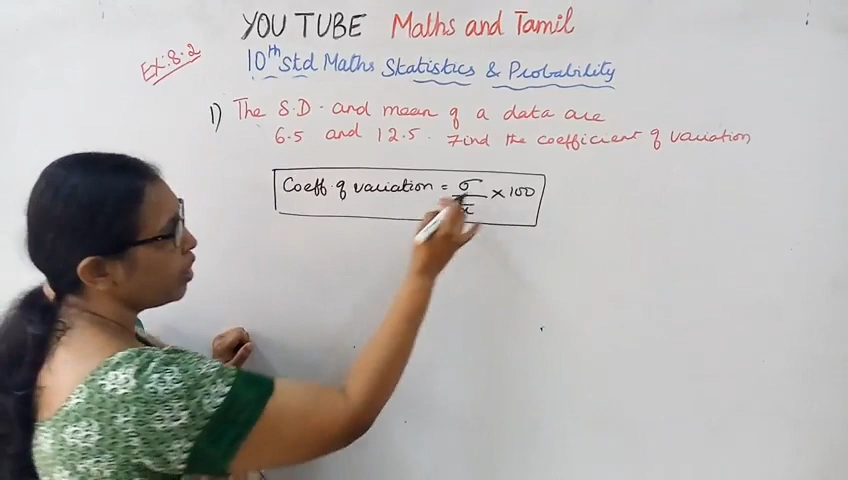 YOU TUBE Maths and Tamil
Ex:8.2
10th Std Maths Statistics & Probability
1) The S.D. and mean of a data are
6.5 and 12.5. Find the coefficient of variation
Coeff. of variation = σ/x̄ × 100